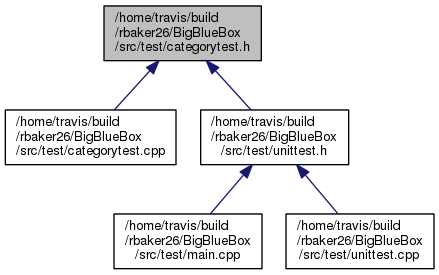 /home/travis/build
/rbaker26/BigBlueBox
/src/test/categorytest.h
/home/travis/build
/rbaker26/BigBlueBox
/src/test/categorytest.cpp
/home/travis/build
/rbaker26/BigBlueBox
/src/test/unittest.h
/home/travis/build
/rbaker26/BigBlueBox
/src/test/main.cpp
/home/travis/build
/rbaker26/BigBlueBox
/src/test/unittest.cpp